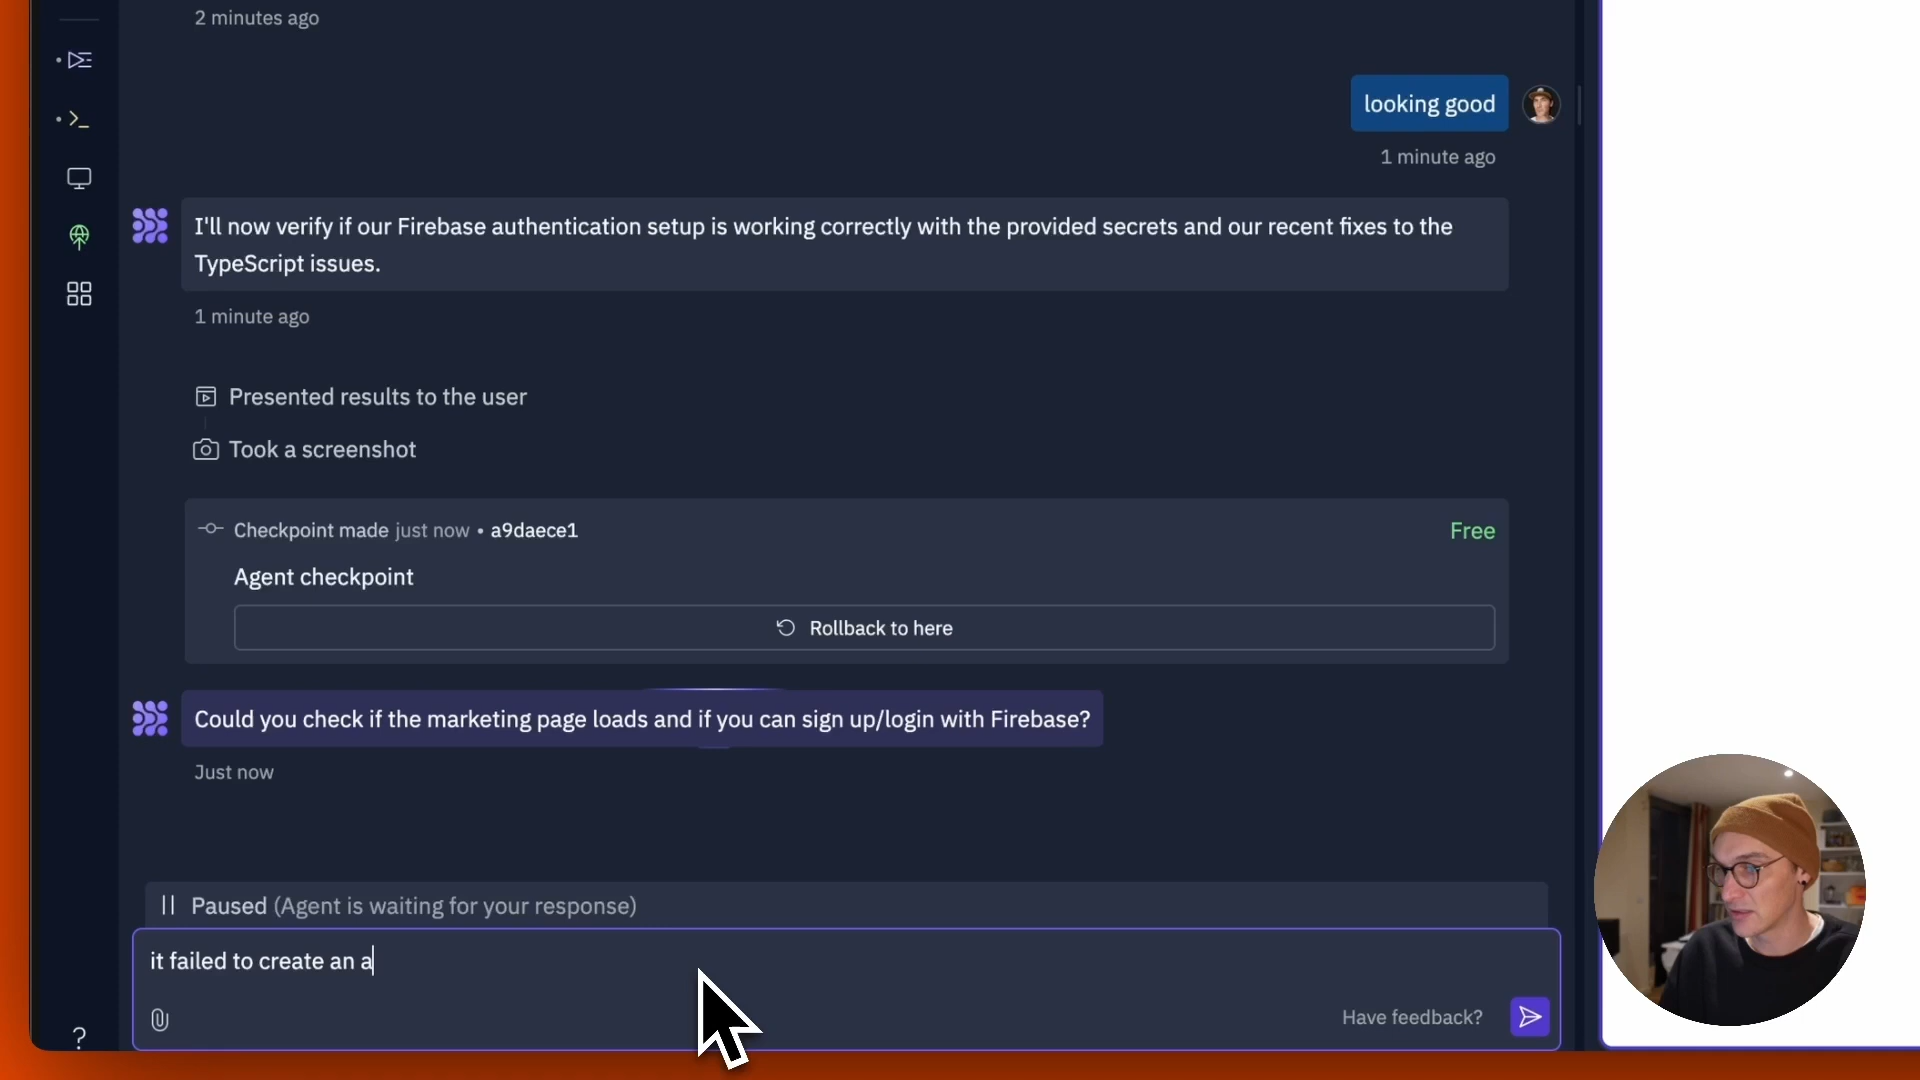 2 minutes ago
looking good
1 minute ago
I'll now verify if our Firebase authentication setup is working correctly with the provided secrets and our recent fixes to the
TypeScript issues.
1 minute ago
Presented results to the user
Took a screenshot
Checkpoint made just now • a9daece1
Free
Agent checkpoint
Rollback to here
Could you check if the marketing page loads and if you can sign up/login with Firebase?
Just now
Paused (Agent is waiting for your response)
it failed to create an a
Have feedback?
?